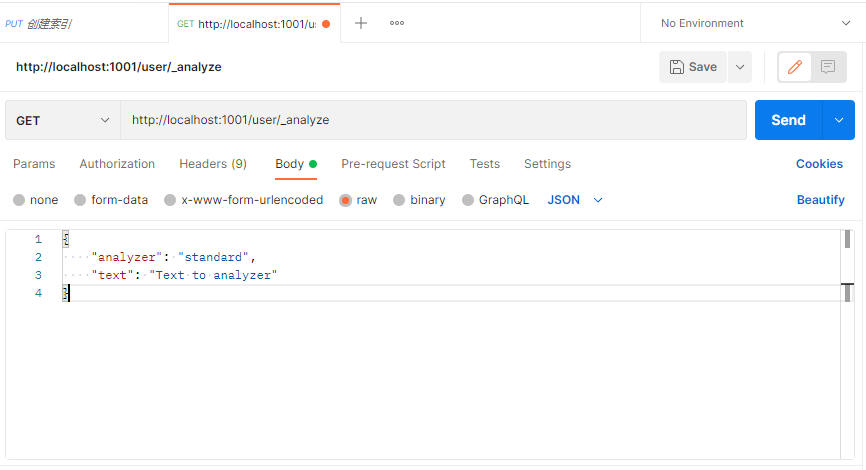 PUT 创建索引 GET http://localhost:1001/u: No Environment
http://localhost:1001/user/_analyze Save
GET http://localhost:1001/user/_analyze Send
Params Authorization Headers (9) Body Pre-request Script Tests Settings Cookies
none form-data x-www-form-urlencoded raw binary GraphQL JSON Beautify
1 {
2 "analyzer": "standard",
3 "text": "Text to analyzer"
4 }